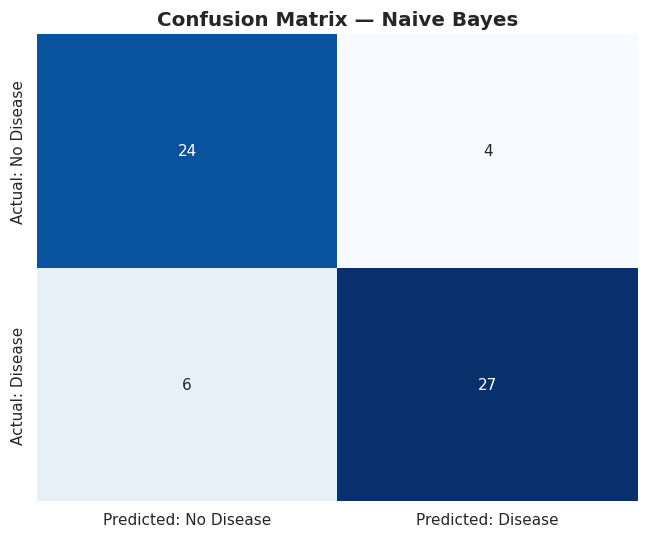 Confusion Matrix — Naive Bayes
Actual: No Disease
24
4
Actual: Disease
6
27
Predicted: No Disease
Predicted: Disease